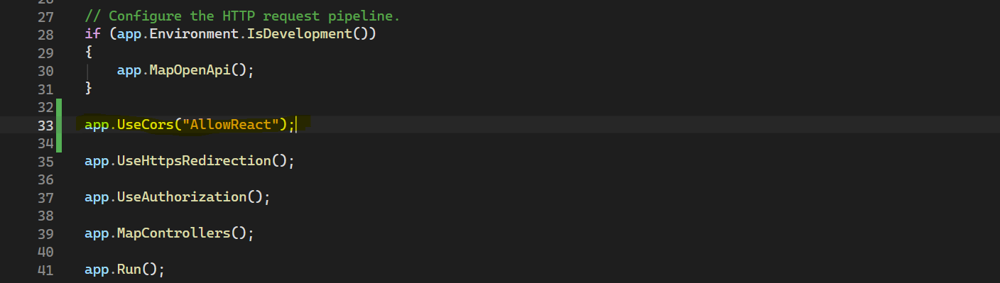 26
27 // Configure the HTTP request pipeline.
28 if (app.Environment.IsDevelopment())
29 {
30     app.MapOpenApi();
31 }
32
33 app.UseCors("AllowReact");
34
35 app.UseHttpsRedirection();
36
37 app.UseAuthorization();
38
39 app.MapControllers();
40
41 app.Run();